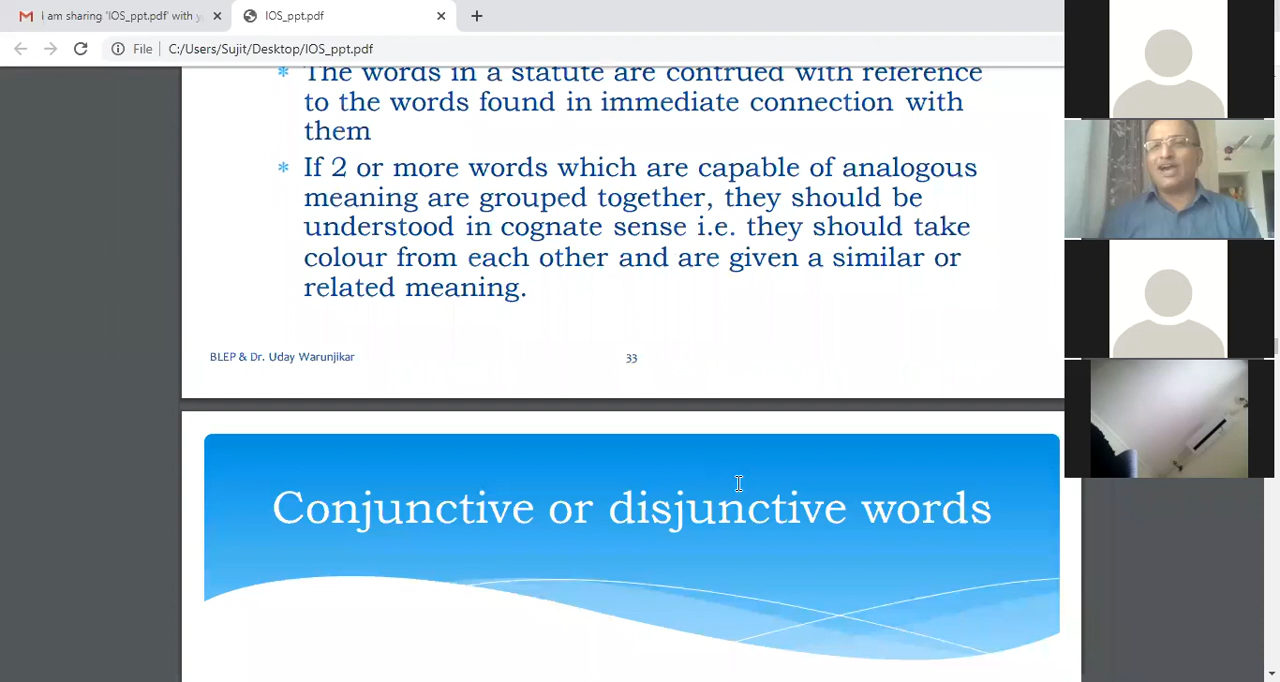 I am sharing 'IOS_ppt.pdf' with
IOS_ppt.pdf
File
C:/Users/Sujit/Desktop/IOS_ppt.pdf
* The words in a statute are contrued with reference
to the words found in immediate connection with
them
* If 2 or more words which are capable of analogous
meaning are grouped together, they should be
understood in cognate sense i.e. they should take
colour from each other and are given a similar or
related meaning.
BLEP & Dr. Uday Warunjikar
33
Conjunctive or disjunctive words